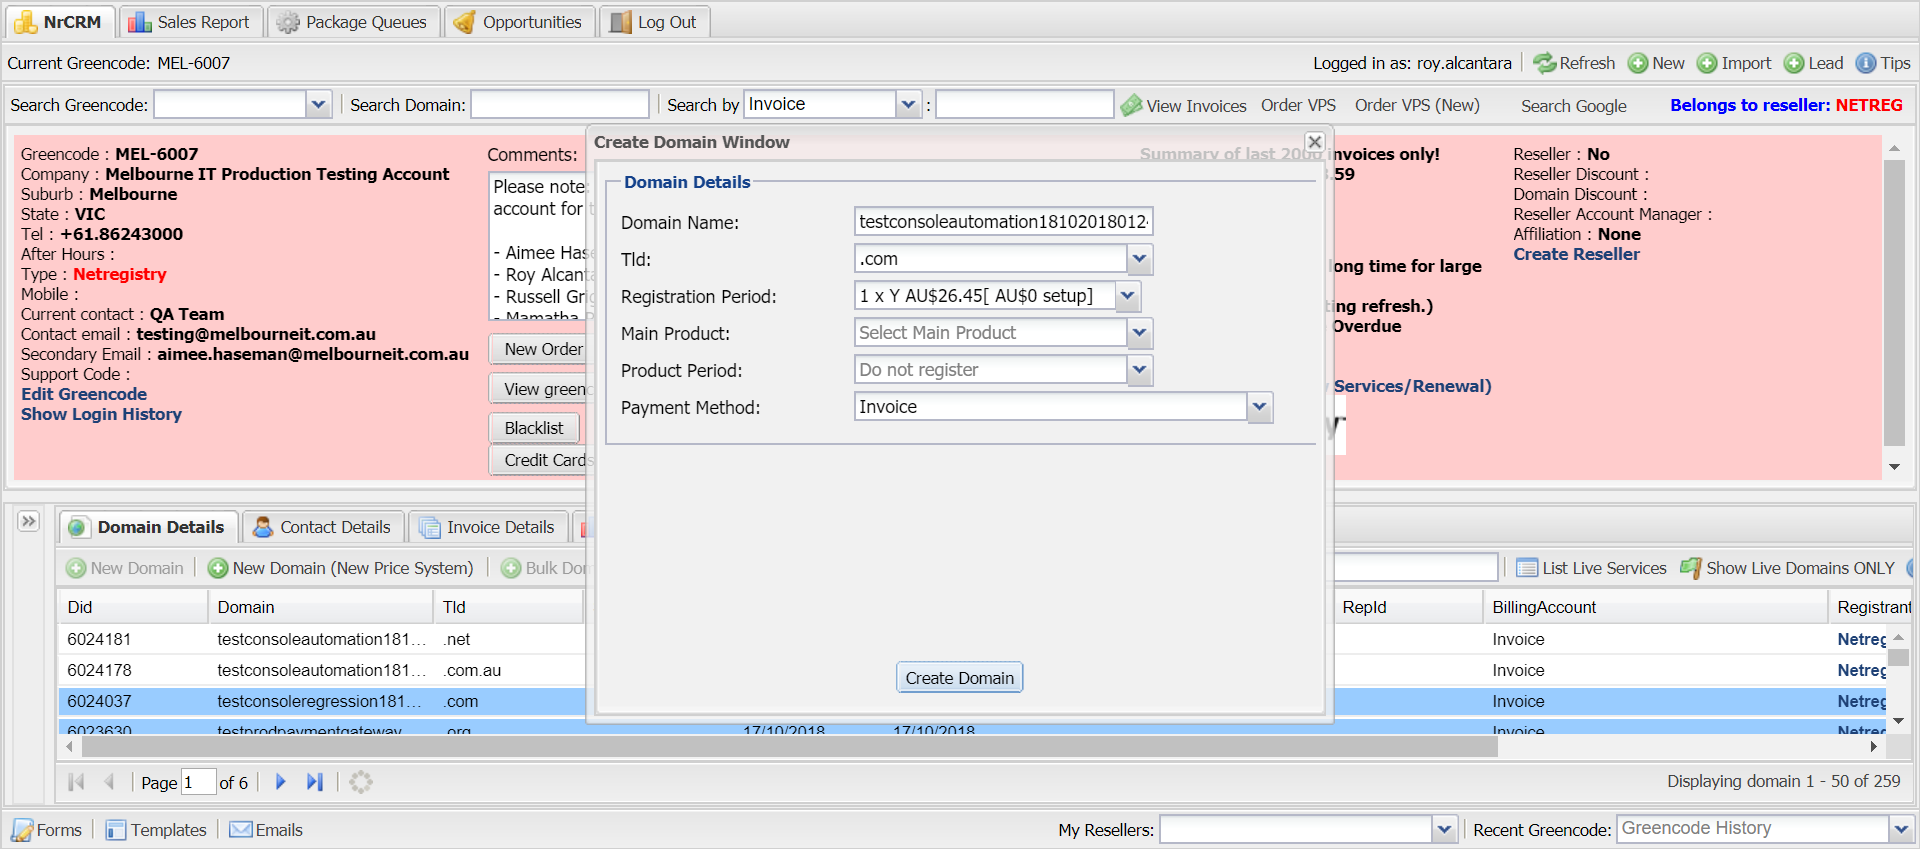 NrCRM Sales Report Package Queues Opportunities Log Out
Current Greencode: MEL-6007 Logged in as: roy.alcantara Refresh New Import Lead Tips
Search Greencode: Search Domain: Search by Invoice : View Invoices Order VPS Order VPS (New) Search Google Belongs to reseller: NETREG
Greencode : MEL-6007
Company : Melbourne IT Production Testing Account
Suburb : Melbourne
State : VIC
Tel : +61.86243000
After Hours :
Type : Netregistry
Mobile :
Current contact : QA Team
Contact email : testing@melbourneit.com.au
Secondary Email : aimee.haseman@melbourneit.com.au
Support Code :
Edit Greencode
Show Login History
Comments:
Please note:
account for
- Aimee Has
- Roy Alcant
- Russell Grig
- Mamatha
New Order
View green
Blacklist
Credit Cards
Summary of last 2000 invoices only!
.59
long time for large
ting refresh.)
Overdue
Services/Renewal)
Reseller : No
Reseller Discount :
Domain Discount :
Reseller Account Manager :
Affiliation : None
Create Reseller
Create Domain Window
Domain Details
Domain Name: testconsoleautomation18102018012
Tld: .com
Registration Period: 1 x Y AU$26.45[ AU$0 setup]
Main Product: Select Main Product
Product Period: Do not register
Payment Method: Invoice
Create Domain
Domain Details Contact Details Invoice Details
New Domain New Domain (New Price System) Bulk Do List Live Services Show Live Domains ONLY
Did Domain Tld RepId BillingAccount Registrant
6024181 testconsoleautomation181... .net Invoice Netreg
6024178 testconsoleautomation181... .com.au Invoice Netreg
6024037 testconsoleregression181... .com Invoice Netreg
6023630 testprodpaymentgateway .org 17/10/2018 17/10/2018 Invoice Netreg
Page 1 of 6 Displaying domain 1 - 50 of 259
Forms Templates Emails My Resellers: Recent Greencode: Greencode History